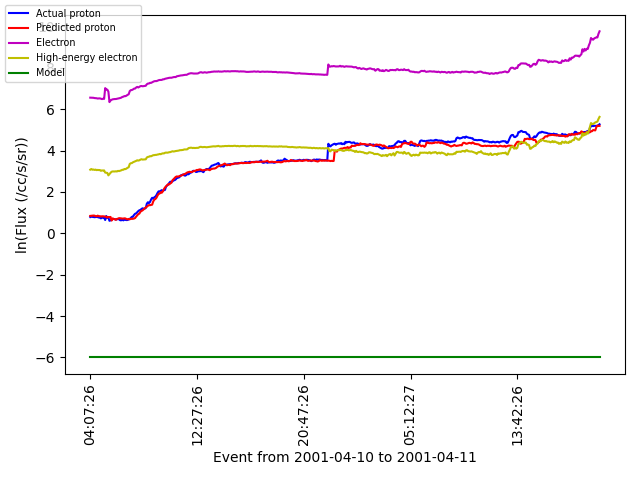 Actual proton
Predicted proton
Electron
High-energy electron
Model
6
4
2
0
−2
−4
−6
ln(Flux (/cc/s/sr))
04:07:26
12:27:26
20:47:26
05:12:27
13:42:26
Event from 2001-04-10 to 2001-04-11